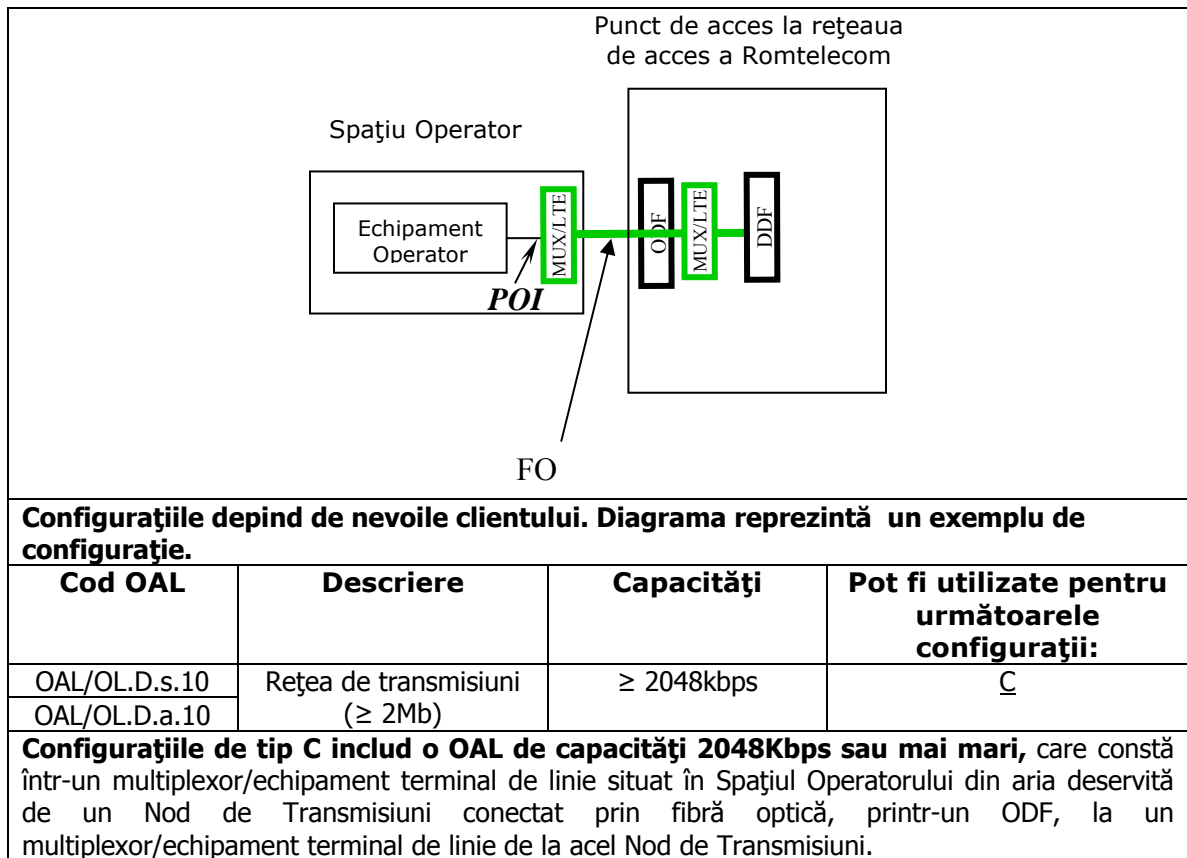 Punct de acces la reţeaua
de acces a Romtelecom
Spaţiu Operator
Echipament
Operator
MUX/LTE
POI
ODF
MUX/LTE
DDF
FO
Configuraţiile depind de nevoile clientului. Diagrama reprezintă un exemplu de
configuraţie.
Cod OAL
Descriere
Capacităţi
Pot fi utilizate pentru
următoarele
configuraţii:
OAL/OL.D.s.10
OAL/OL.D.a.10
Reţea de transmisiuni
(≥ 2Mb)
≥ 2048kbps
C
Configuraţiile de tip C includ o OAL de capacităţi 2048Kbps sau mai mari, care constă
într-un multiplexor/echipament terminal de linie situat în Spaţiul Operatorului din aria deservită
de un Nod de Transmisiuni conectat prin fibră optică, printr-un ODF, la un
multiplexor/echipament terminal de linie de la acel Nod de Transmisiuni.